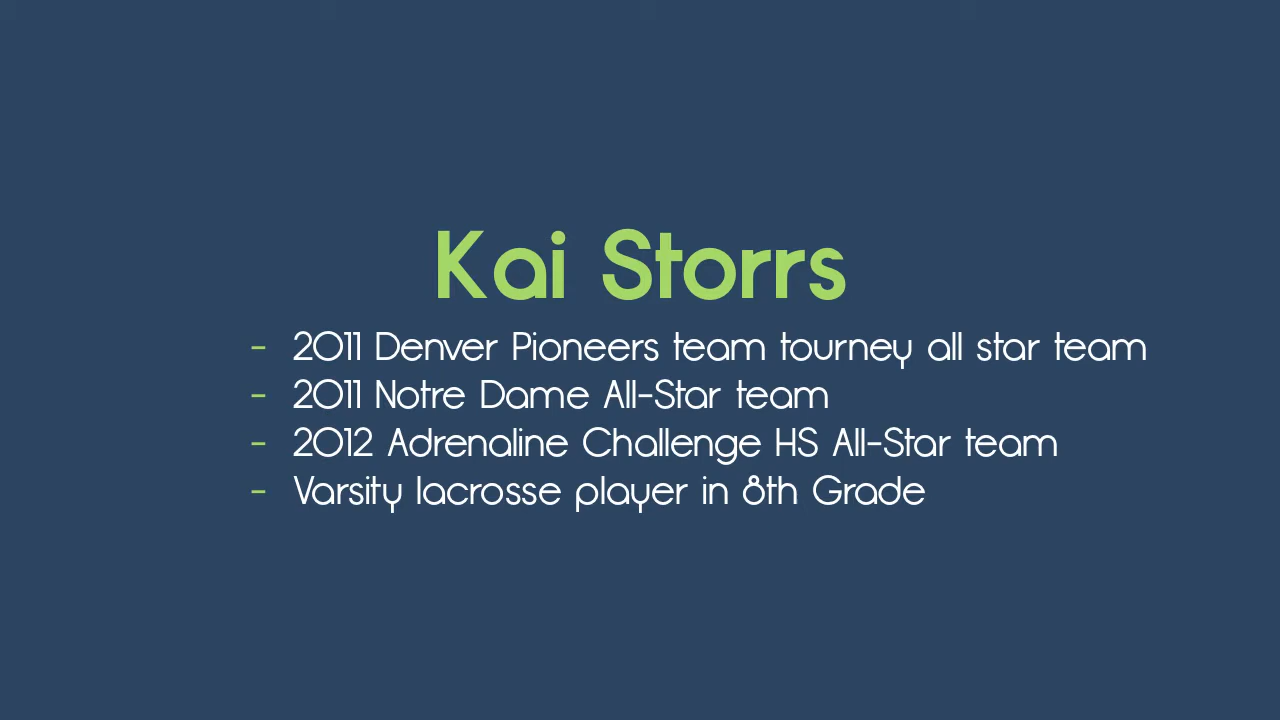 Kai Storrs
- 2011 Denver Pioneers team tourney all star team
- 2011 Notre Dame All-Star team
- 2012 Adrenaline Challenge HS All-Star team
- Varsity lacrosse player in 8th Grade